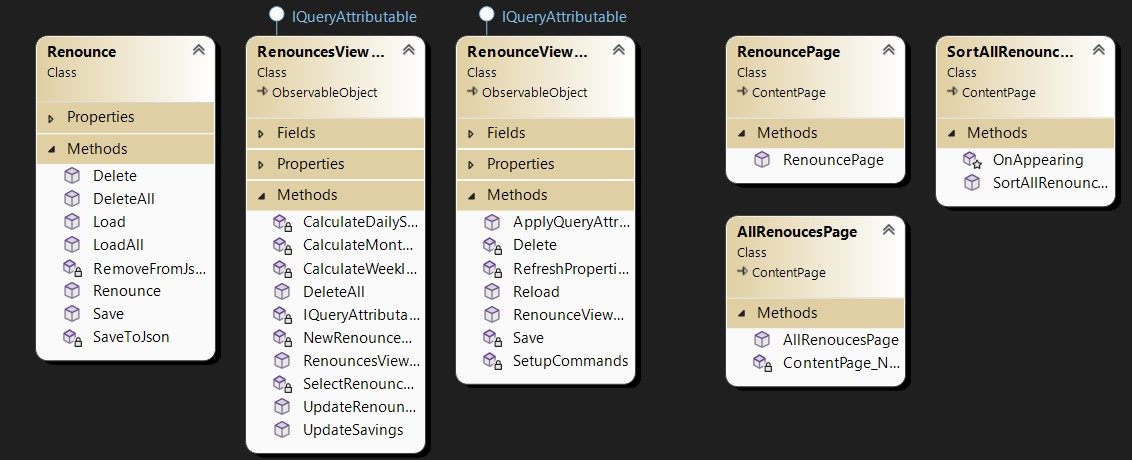 IQueryAttributable
IQueryAttributable
Renounce
Class
Properties
Methods
Delete
DeleteAll
Load
LoadAll
RemoveFromJs...
Renounce
Save
SaveToJson
RenouncesView...
Class
ObservableObject
Fields
Properties
Methods
CalculateDailyS...
CalculateMont...
CalculateWeekl...
DeleteAll
IQueryAttributa...
NewRenounce...
RenouncesView...
SelectRenounc...
UpdateRenoun...
UpdateSavings
RenounceView...
Class
ObservableObject
Fields
Properties
Methods
ApplyQueryAttr...
Delete
RefreshProperti...
Reload
RenounceView...
Save
SetupCommands
RenouncePage
Class
ContentPage
Methods
RenouncePage
AllRenoucesPage
Class
ContentPage
Methods
AllRenoucesPage
ContentPage_N...
SortAllRenounc...
Class
ContentPage
Methods
OnAppearing
SortAllRenounc...